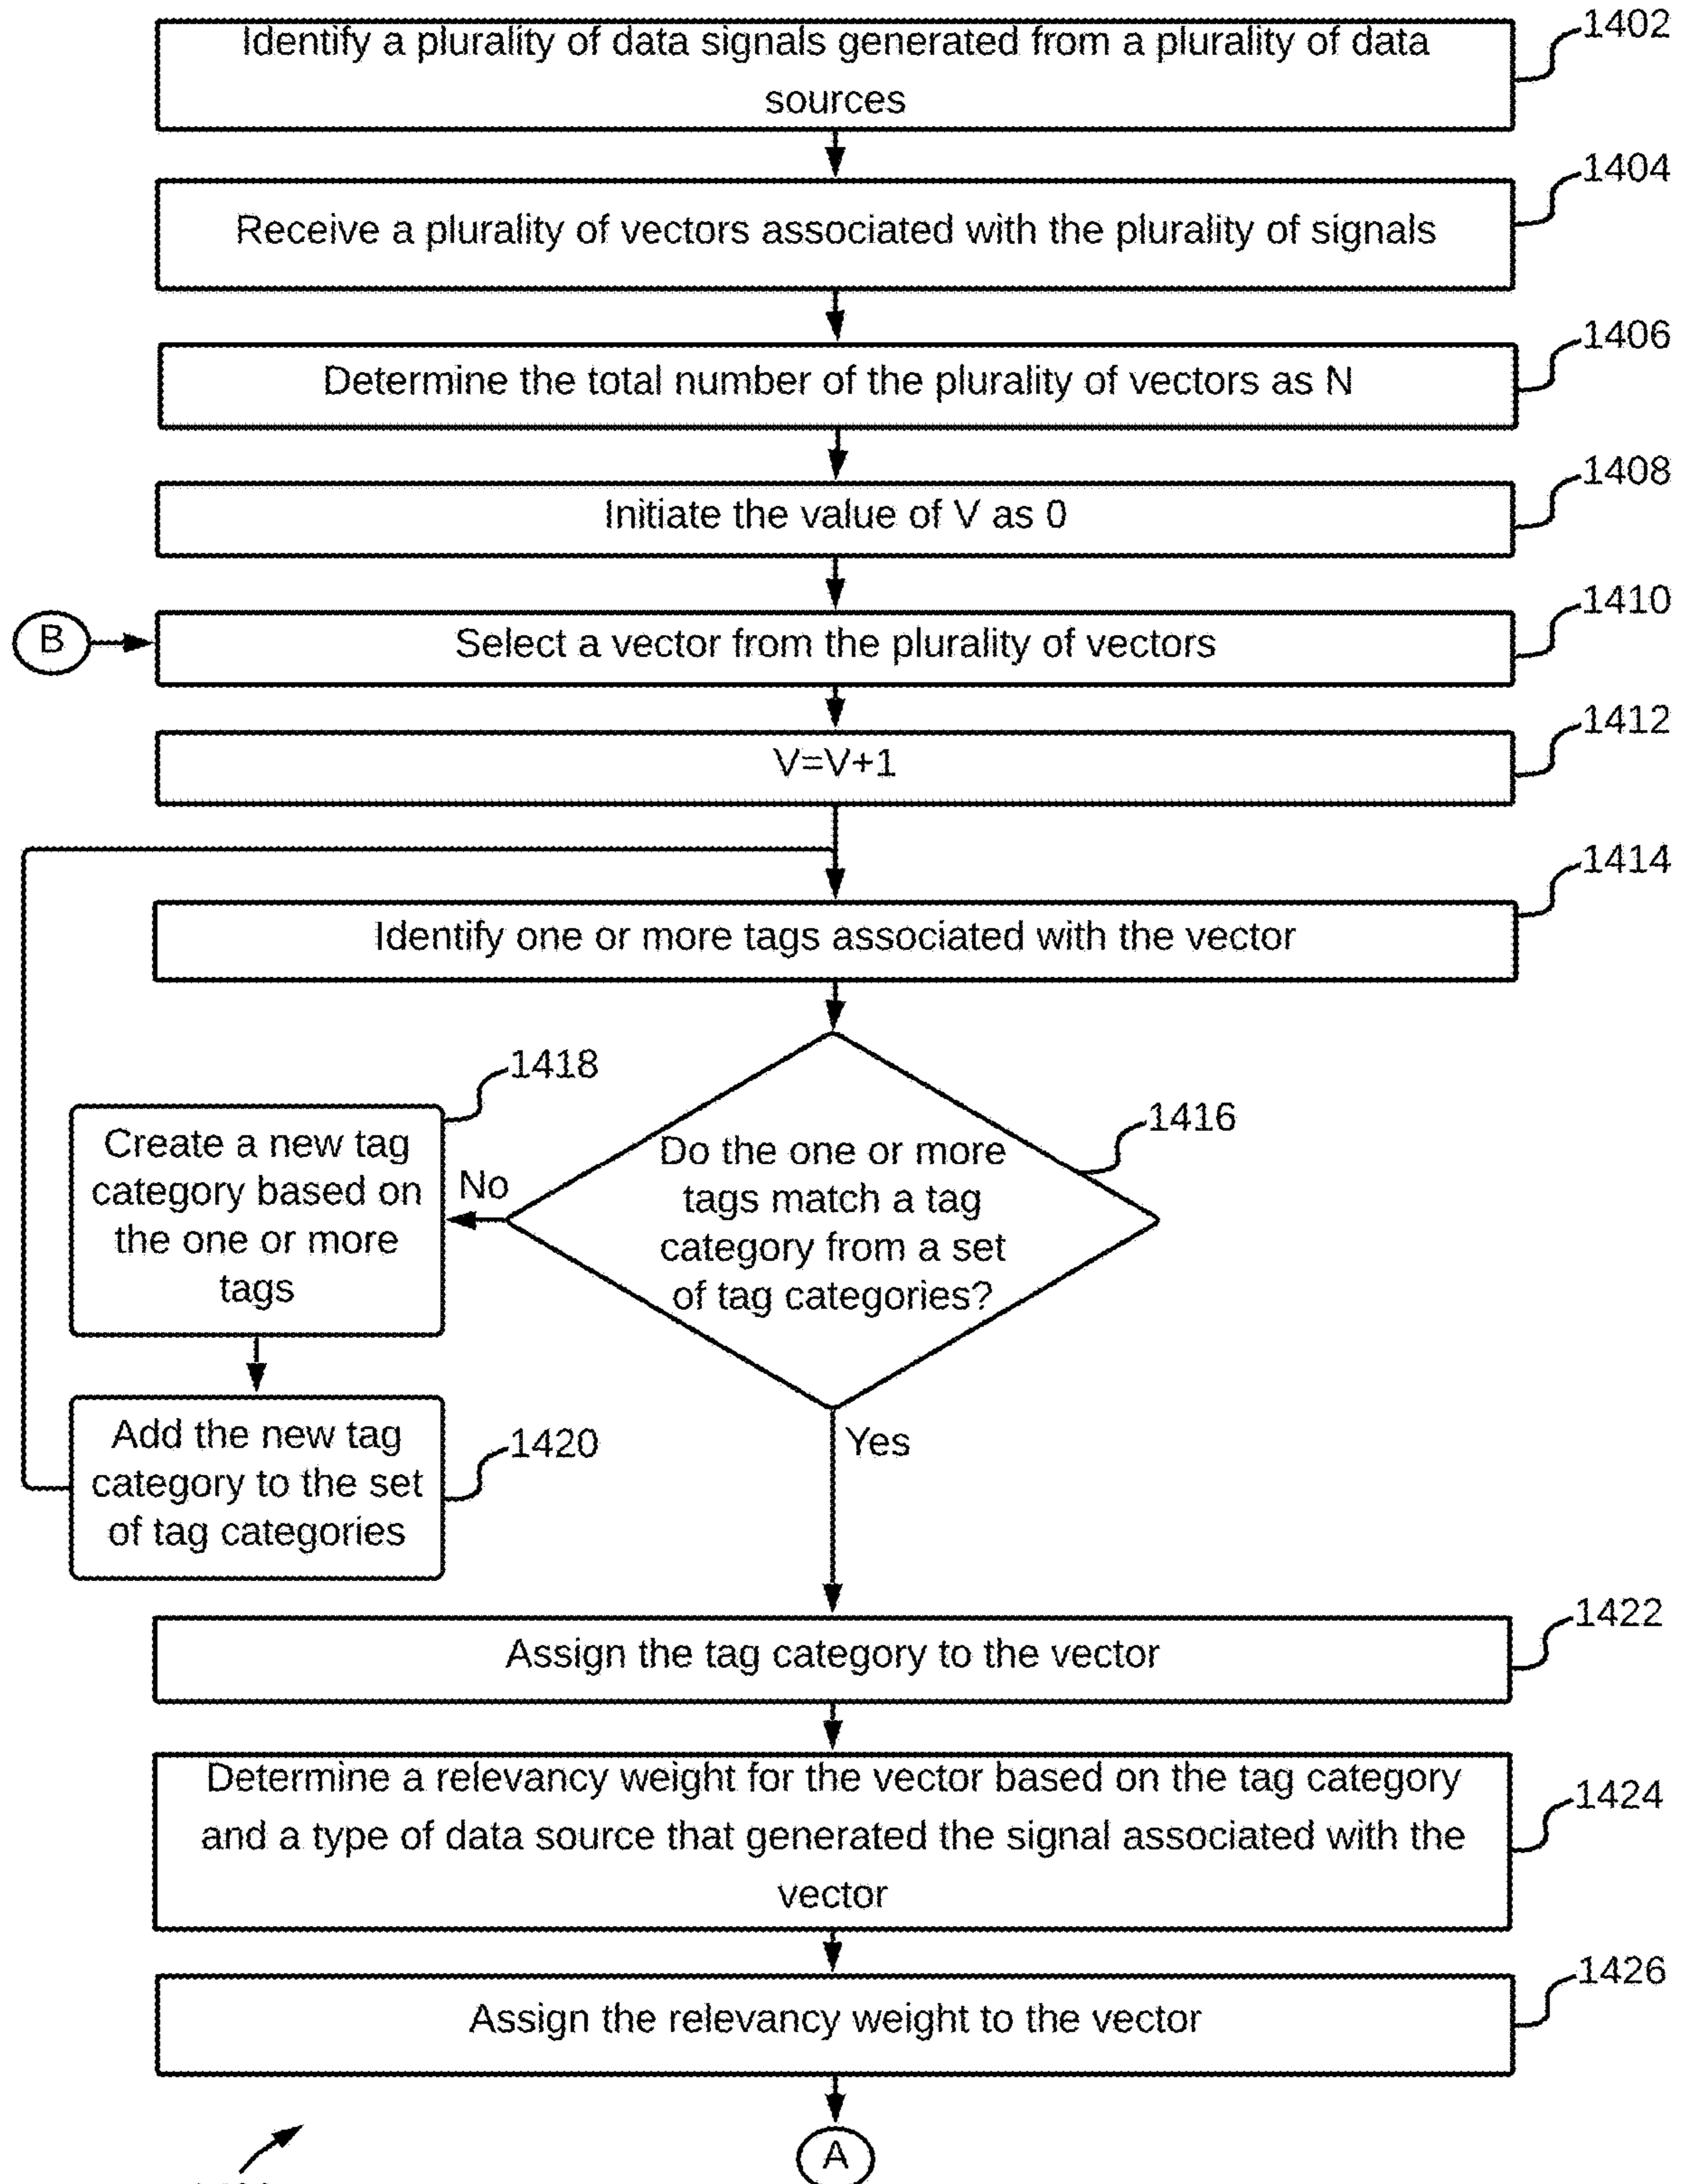 Identify a plurality of data signals generated from a plurality of data
sources
1402
Receive a plurality of vectors associated with the plurality of signals
1404
Determine the total number of the plurality of vectors as N
1406
Initiate the value of V as 0
1408
B
Select a vector from the plurality of vectors
1410
V=V+1
1412
Identify one or more tags associated with the vector
1414
Do the one or more
tags match a tag
category from a set
of tag categories?
1416
No
Create a new tag
category based on
the one or more
tags
1418
Add the new tag
category to the set
of tag categories
1420
Yes
Assign the tag category to the vector
1422
Determine a relevancy weight for the vector based on the tag category
and a type of data source that generated the signal associated with the
vector
1424
Assign the relevancy weight to the vector
1426
A